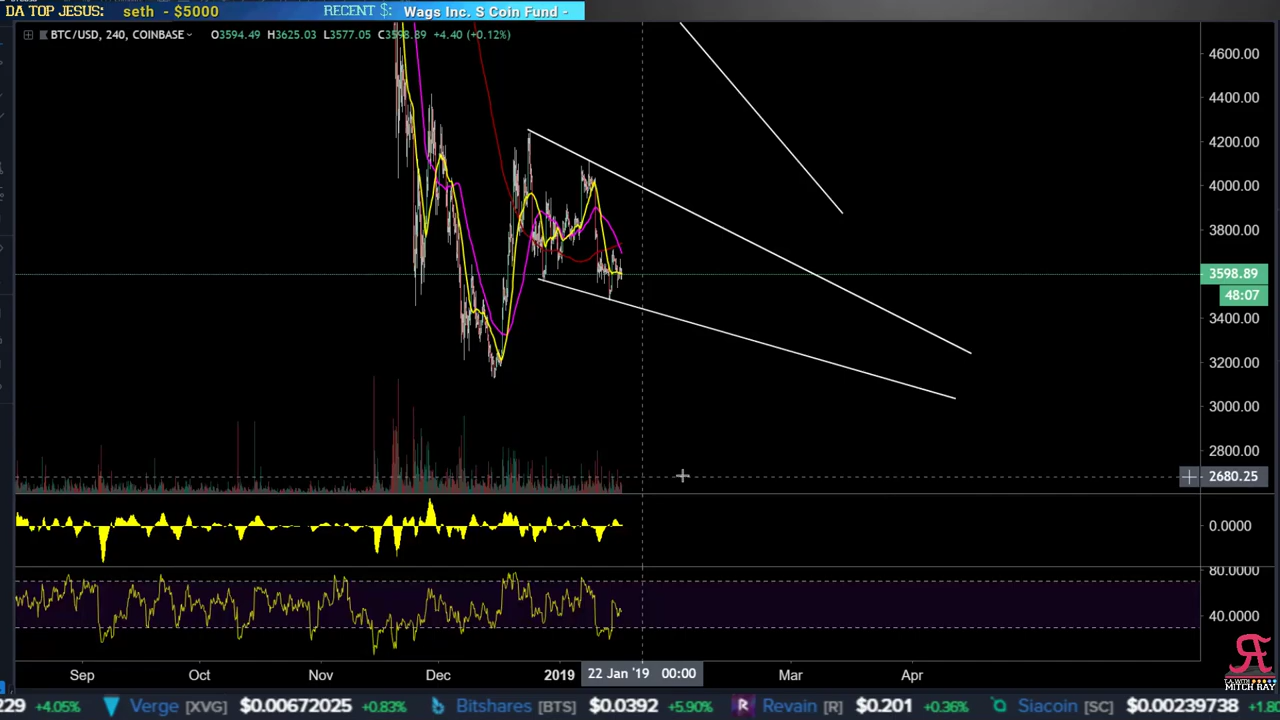 DA TOP JESUS: seth - $5000 RECENT $: Wags Inc. S Coin Fund -
BTC/USD, 240, COINBASE O3594.49 H3625.03 L3577.05 C3598.89 +4.40 (+0.12%)
4600.00
4400.00
4200.00
4000.00
3800.00
3598.89
48:07
3400.00
3200.00
3000.00
2800.00
2680.25
0.0000
80.0000
40.0000
Sep Oct Nov Dec 2019 22 Jan '19 00:00 Mar Apr
T.A WITH
MITCH RAY
229 +4.05% Verge [XVG] $0.00672025 +0.83% Bitshares [BTS] $0.0392 +5.90% Revain [R] $0.201 +0.36% Siacoin [SC] $0.00239738 +1.80